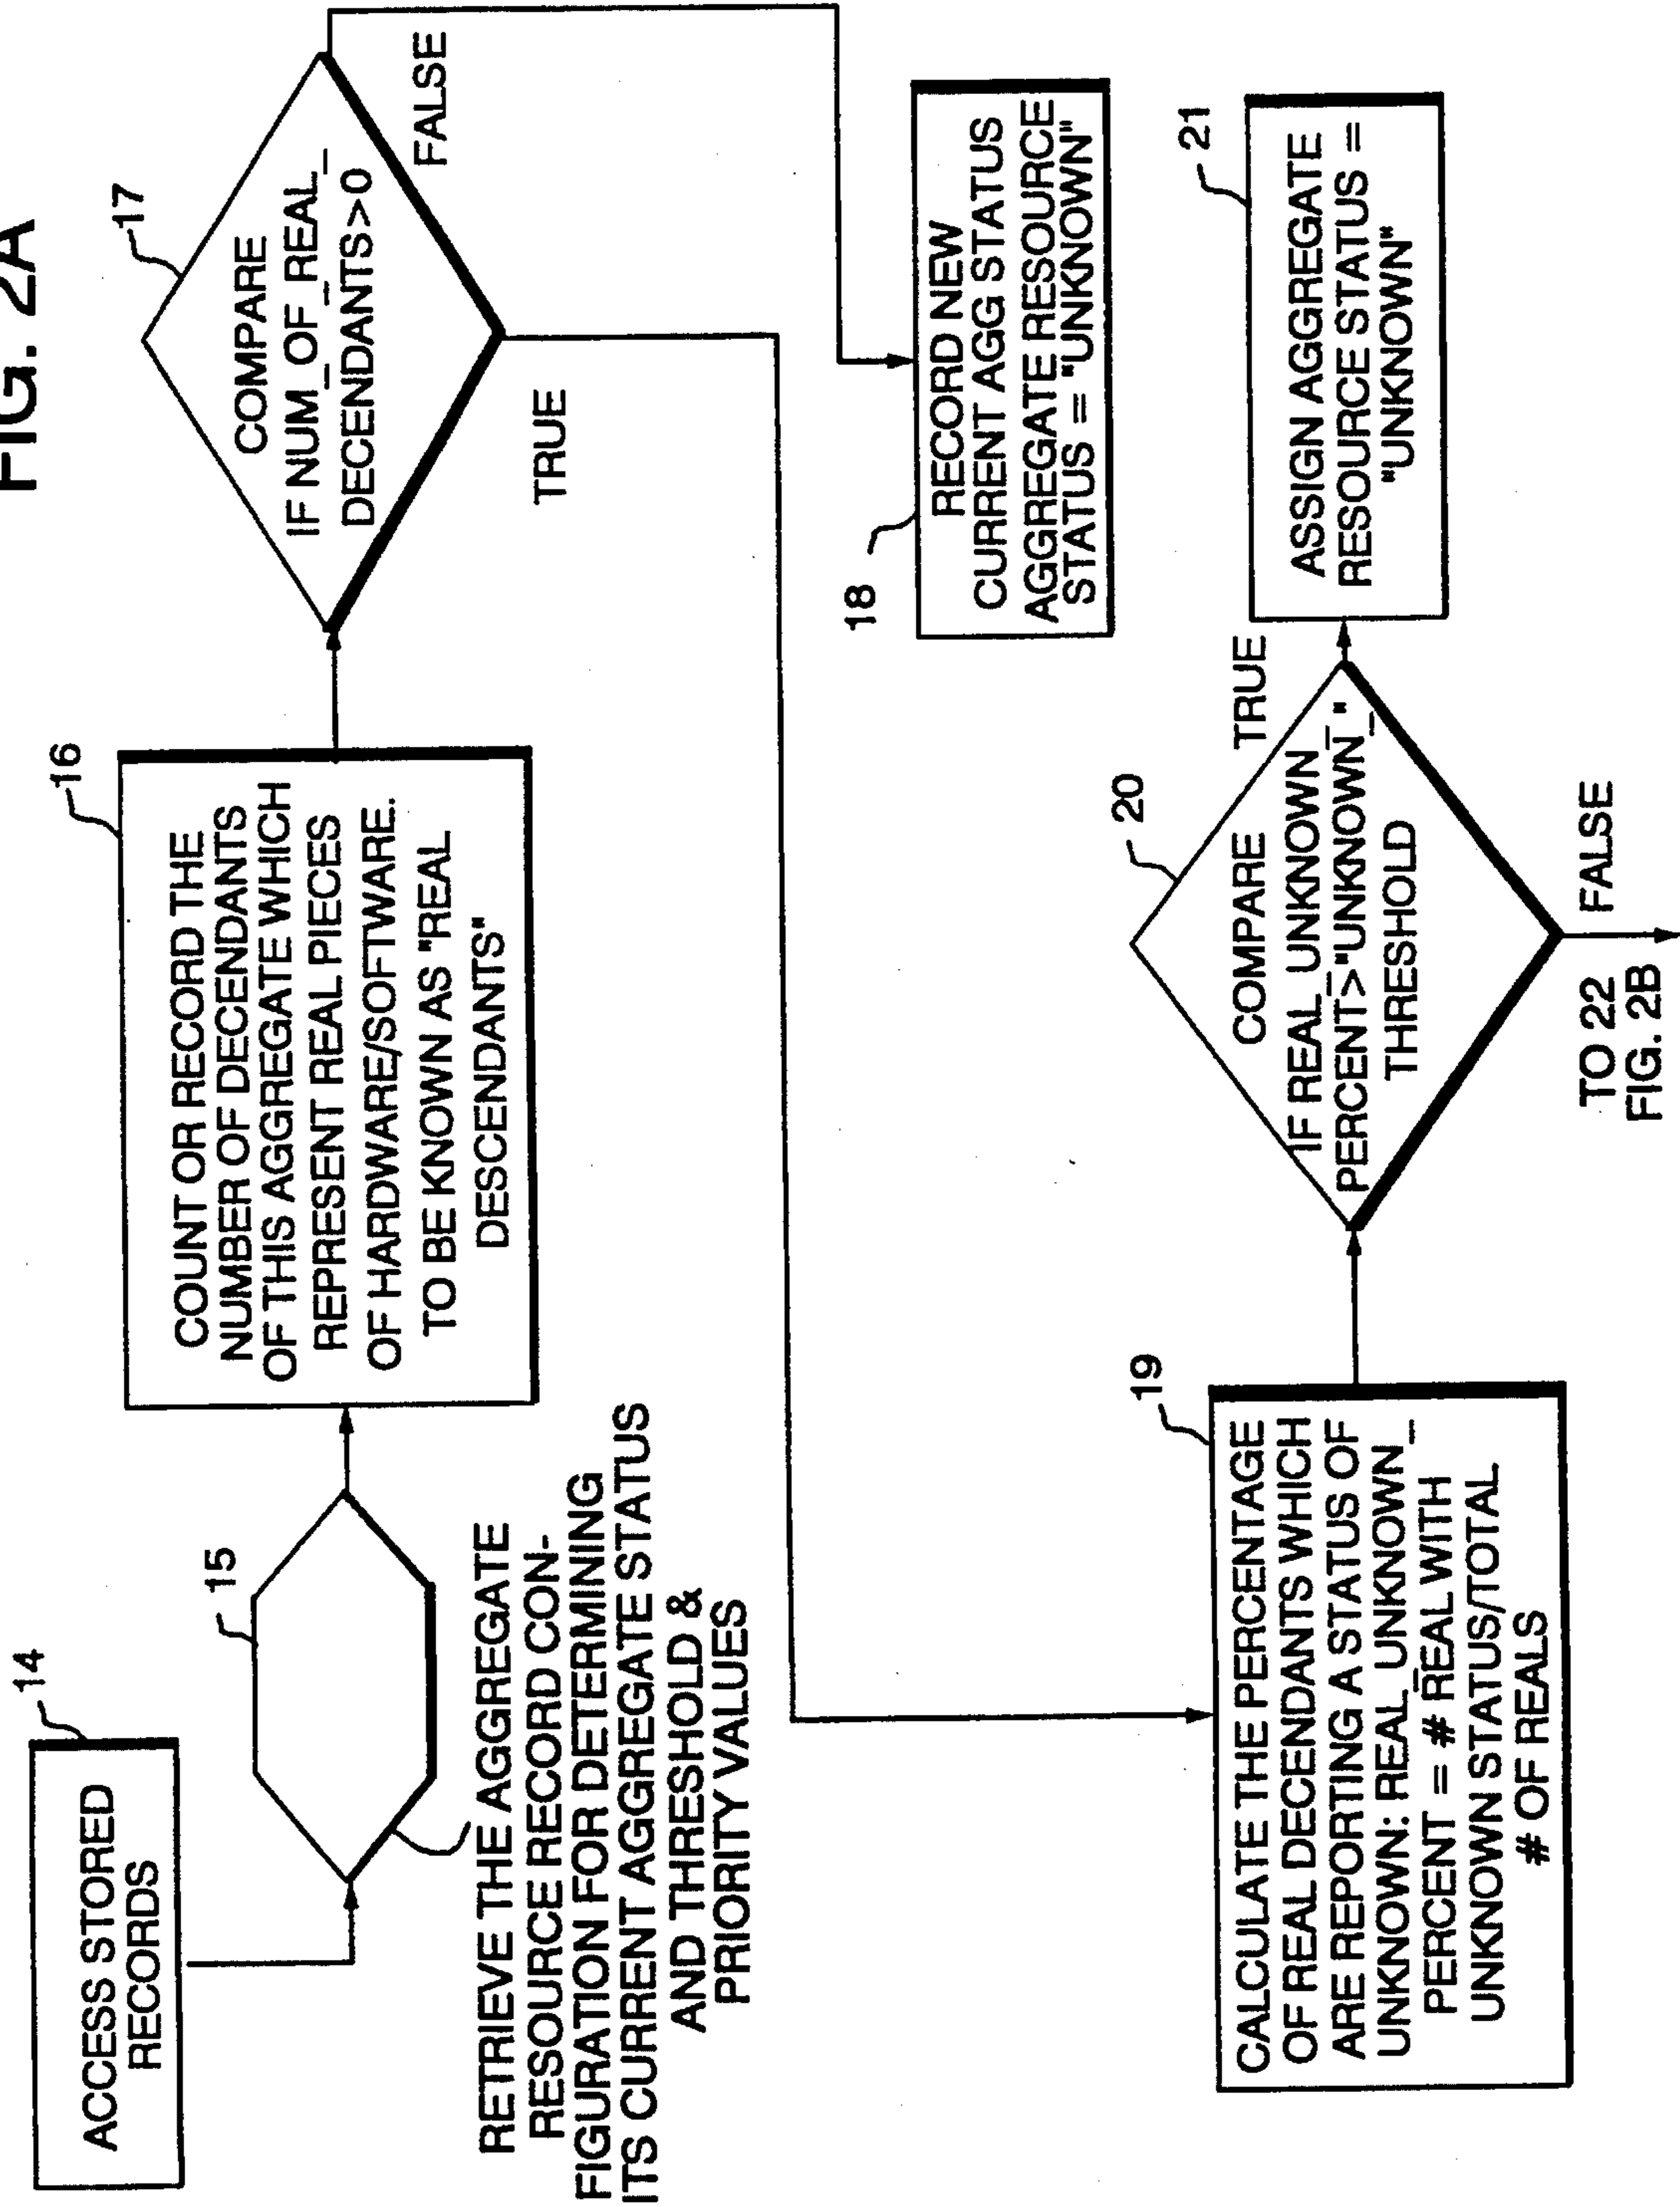 FIG. 2A
14
ACCESS STORED
RECORDS
15
RETRIEVE THE AGGREGATE
RESOURCE RECORD CON-
FIGURATION FOR DETERMINING
ITS CURRENT AGGREGATE STATUS
AND THRESHOLD &
PRIORITY VALUES
16
COUNT OR RECORD THE
NUMBER OF DECENDANTS
OF THIS AGGREGATE WHICH
REPRESENT REAL PIECES
OF HARDWARE/SOFTWARE.
TO BE KNOWN AS "REAL
DESCENDANTS"
17
COMPARE
IF NUM_OF_REAL_
DECENDANTS>0
FALSE
TRUE
18
RECORD NEW
CURRENT AGG STATUS
AGGREGATE RESOURCE
STATUS = "UNKNOWN"
19
CALCULATE THE PERCENTAGE
OF REAL DECENDANTS WHICH
ARE REPORTING A STATUS OF
UNKNOWN: REAL_UNKNOWN_
PERCENT = # REAL WITH
UNKNOWN STATUS/TOTAL
# OF REALS
20
COMPARE
IF REAL_UNKNOWN_
PERCENT>"UNKNOWN_"
THRESHOLD
TRUE
FALSE
TO 22
FIG. 2B
21
ASSIGN AGGREGATE
RESOURCE STATUS =
"UNKNOWN"